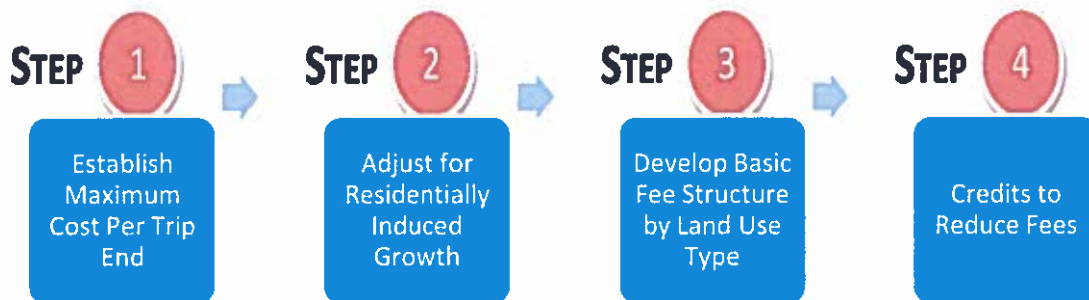 STEP 1
Establish
Maximum
Cost Per Trip
End
STEP 2
Adjust for
Residentially
Induced
Growth
STEP 3
Develop Basic
Fee Structure
by Land Use
Type
STEP 4
Credits to
Reduce Fees